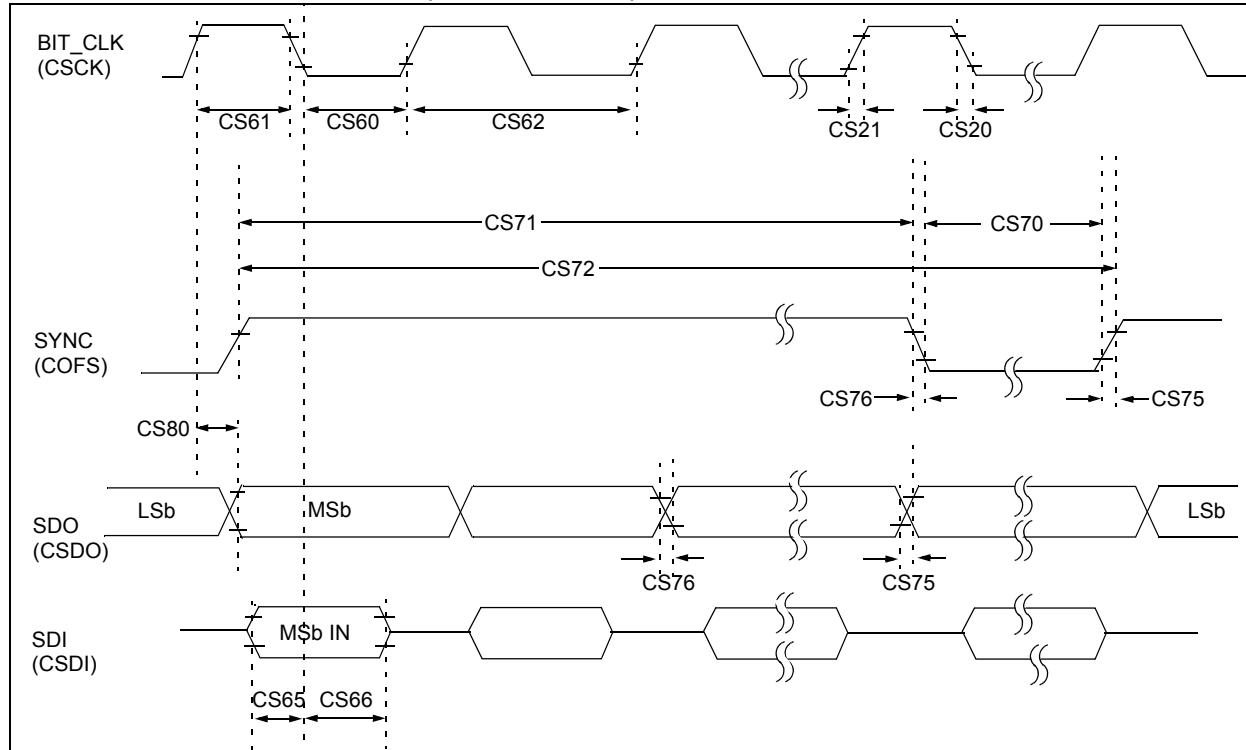 BIT_CLK
(CSCK)
CS61
CS60
CS62
CS21
CS20
CS71
CS70
CS72
SYNC
(COFS)
CS76
CS75
CS80
LSb
MSb
LSb
SDO
(CSDO)
CS76
CS75
MSb IN
SDI
(CSDI)
CS65
CS66